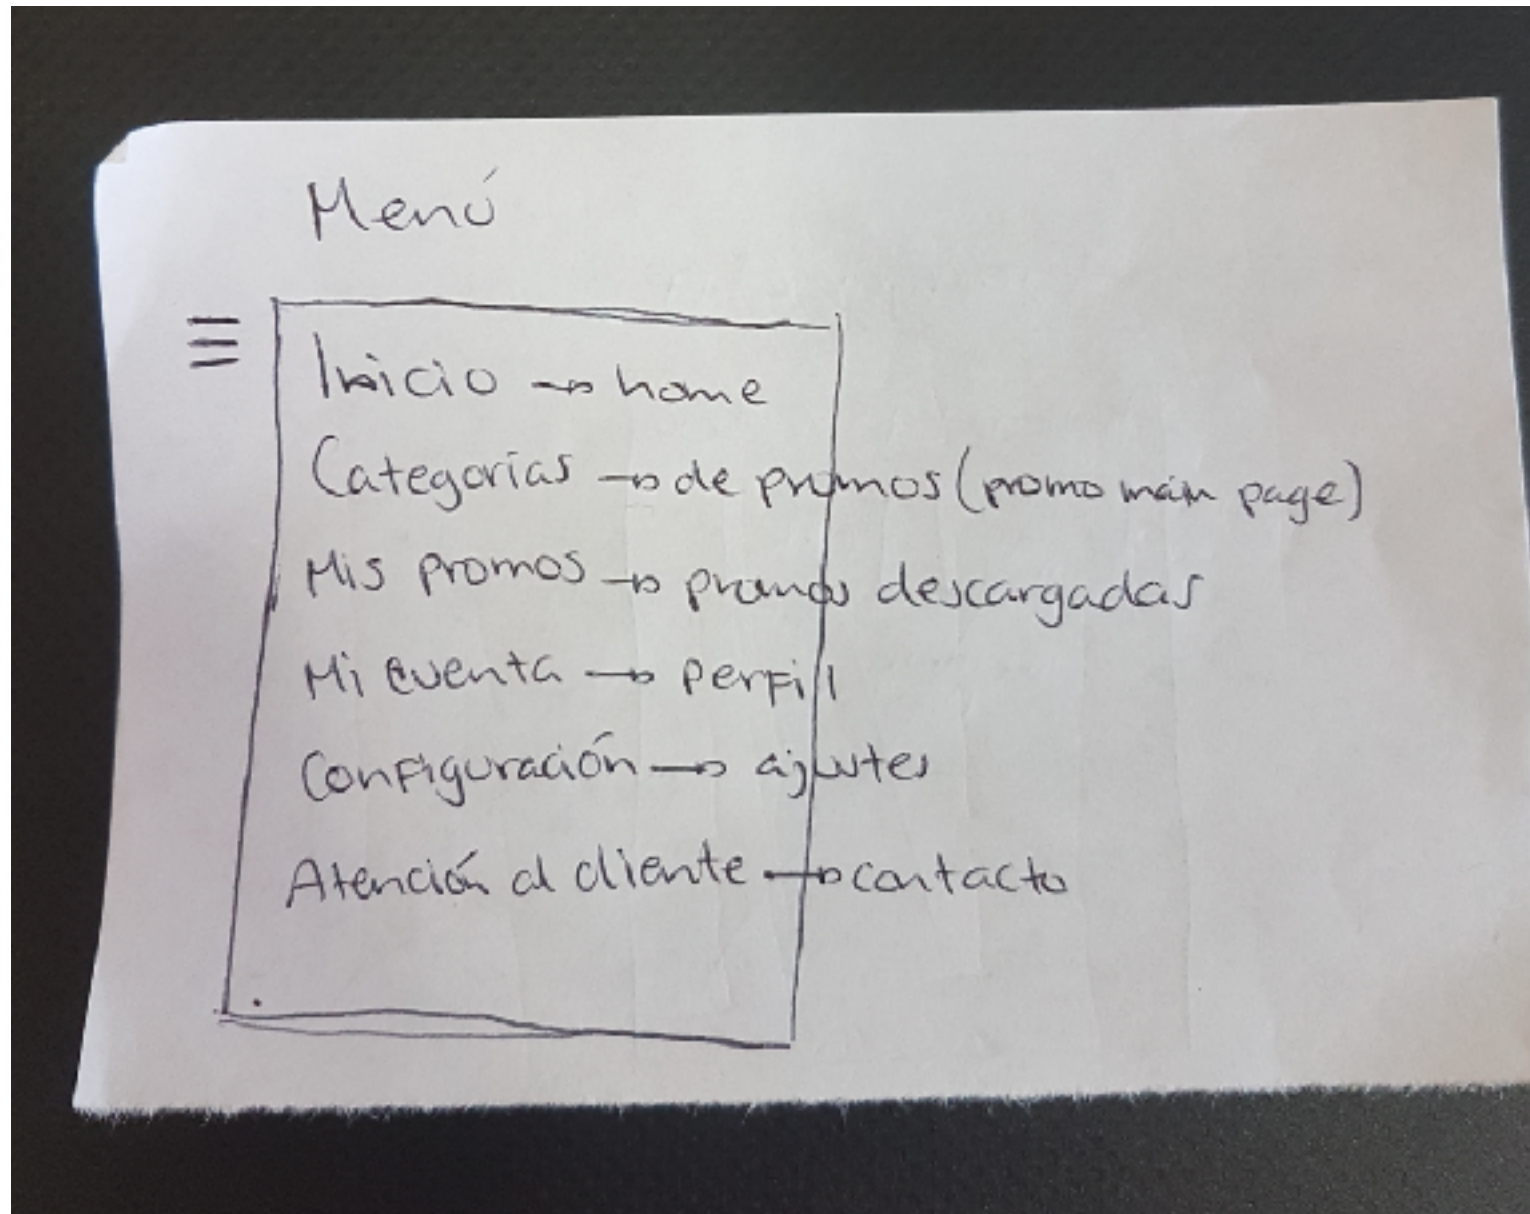 Menú
Inicio → home
Categorías → de promos (promo main page)
Mis promos → promos descargadas
Mi cuenta → perfil
Configuración → ajustes
Atención al cliente → contacto